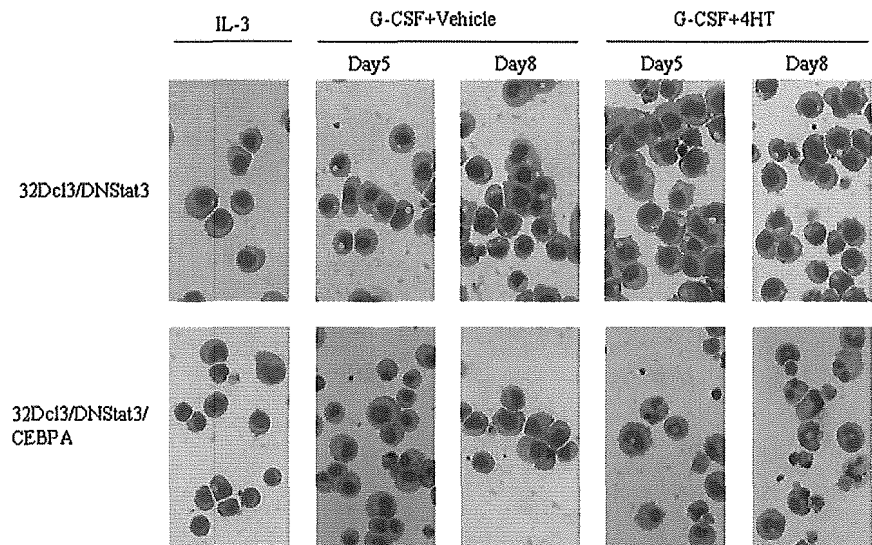 IL-3
G-CSF+Vehicle
G-CSF+4HT
Day5
Day8
Day5
Day8
32Dcl3/DNStat3
32Dcl3/DNStat3/
CEBPA